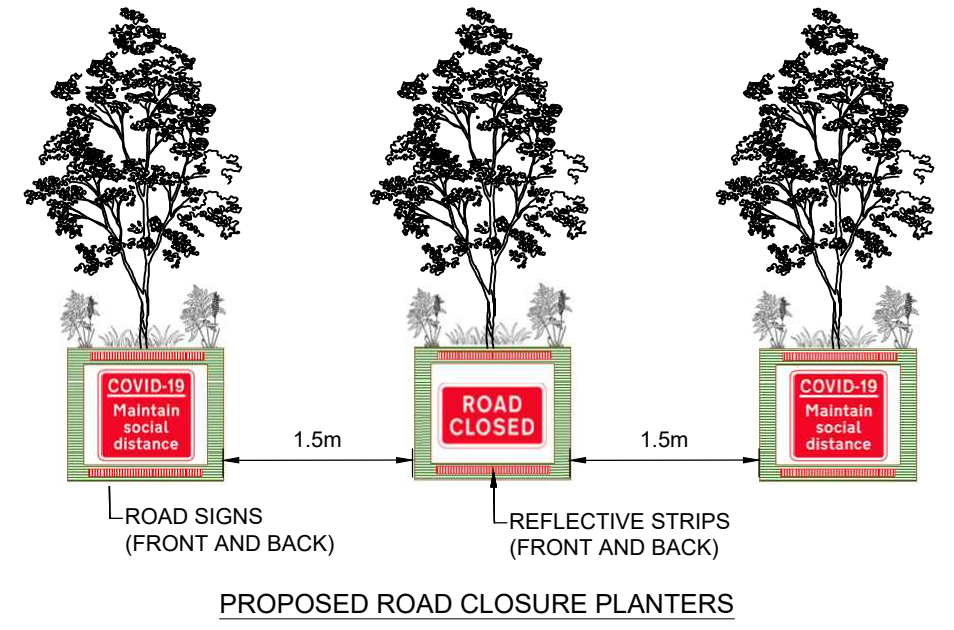 COVID-19
Maintain
social
distance
1.5m
ROAD
CLOSED
1.5m
COVID-19
Maintain
social
distance
ROAD SIGNS
(FRONT AND BACK)
REFLECTIVE STRIPS
(FRONT AND BACK)
PROPOSED ROAD CLOSURE PLANTERS